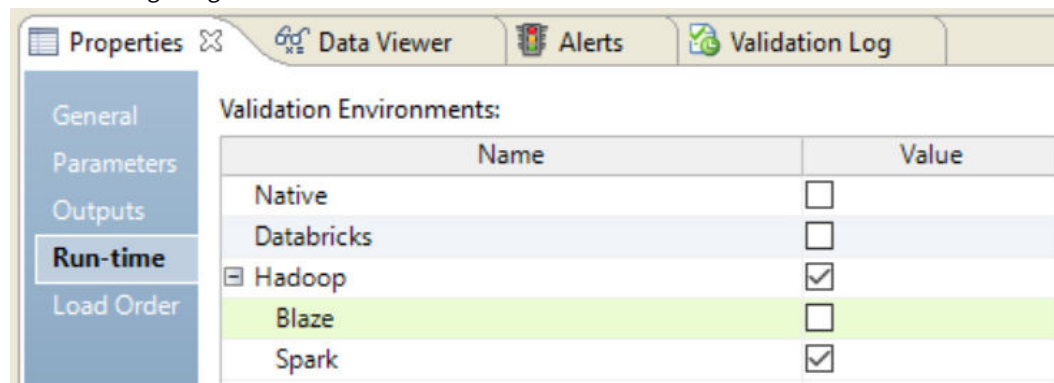 Properties Data Viewer Alerts Validation Log
General
Parameters
Outputs
Run-time
Load Order
Validation Environments:
Name Value
Native
Databricks
Hadoop
Blaze
Spark